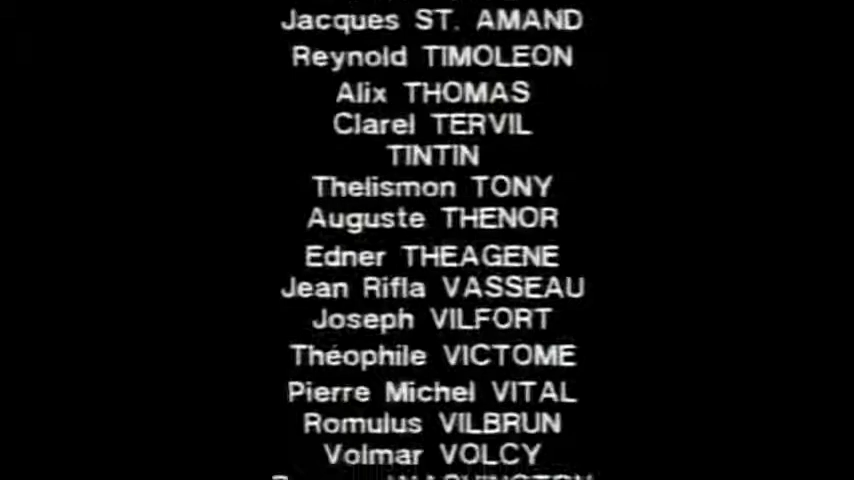 Jacques ST. AMAND
Reynold TIMOLEON
Alix THOMAS
Clarel TERVIL
TINTIN
Thelismon TONY
Auguste THENOR
Edner THEAGENE
Jean Rifla VASSEAU
Joseph VILFORT
Théophile VICTOME
Pierre Michel VITAL
Romulus VILBRUN
Volmar VOLCY